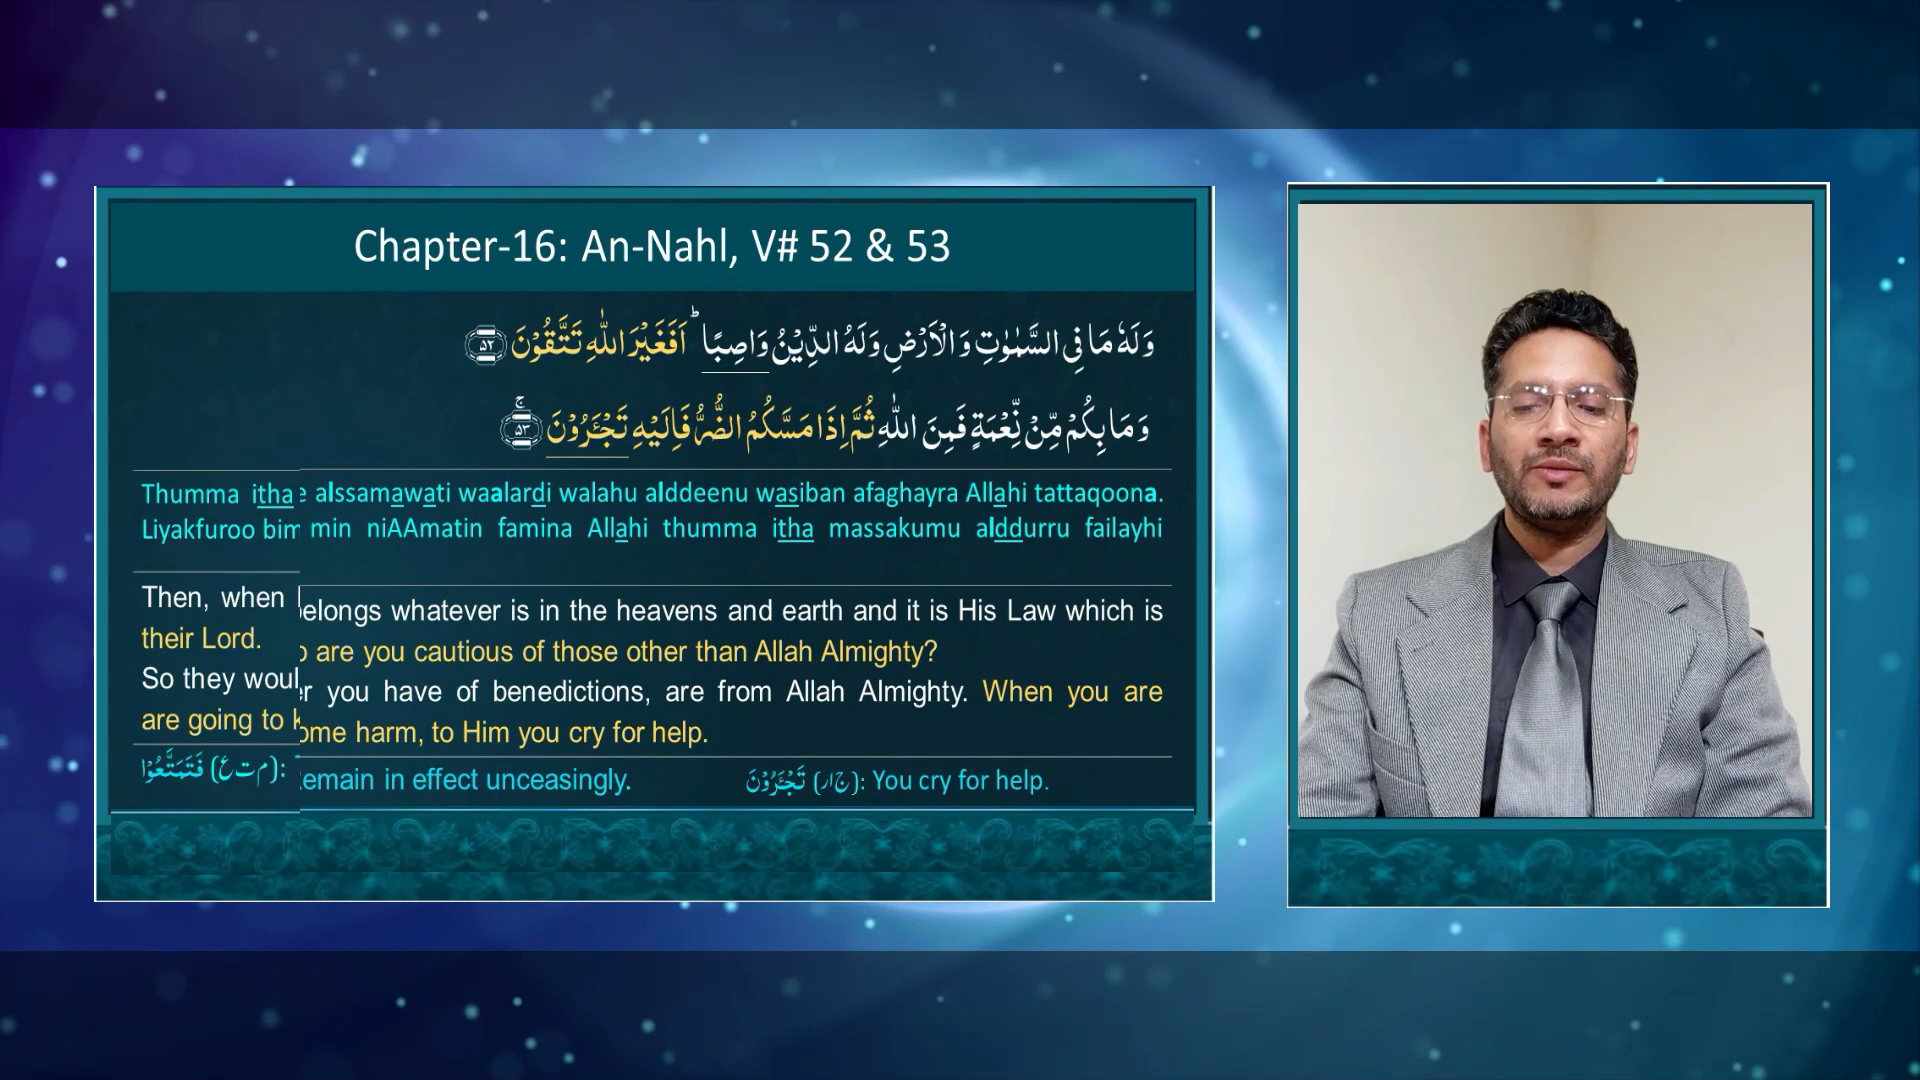 Chapter-16: An-Nahl, V# 52 & 53
وَلَهٗ مَا فِی السَّمٰوٰتِ وَ الْاَرْضِ وَلَهُ الدِّیْنُ وَاصِبًا ؕ اَفَغَیْرَ اللّٰهِ تَتَّقُوْنَ ﴿۵۲﴾
وَ مَا بِكُمْ مِّنْ نِّعْمَةٍ فَمِنَ اللّٰهِ ثُمَّ اِذَا مَسَّكُمُ الضُّرُّ فَاِلَیْهِ تَجْـَٔرُوْنَ ﴿۵۳﴾ۚ
Thumma itha alssamawati waalardi walahu alddeenu wasiban afaghayra Allahi tattaqoona.
Liyakfuroo bim min niAAmatin famina Allahi thumma itha massakumu alddurru failayhi
Then, when elongs whatever is in the heavens and earth and it is His Law which is
their Lord. are you cautious of those other than Allah Almighty?
So they woul you have of benedictions, are from Allah Almighty. When you are
are going to ome harm, to Him you cry for help.
فَتَمَتَّعُوْا (م ت ع): emain in effect unceasingly. تَجْـَٔرُوْنَ (ج ا ر): You cry for help.